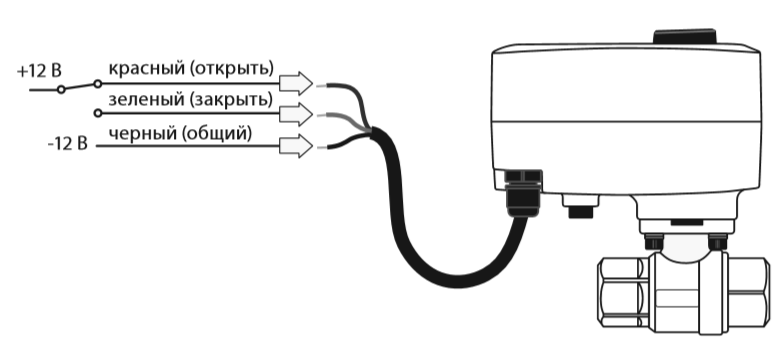 +12 В
красный (открыть)
зеленый (закрыть)
-12 В
черный (общий)